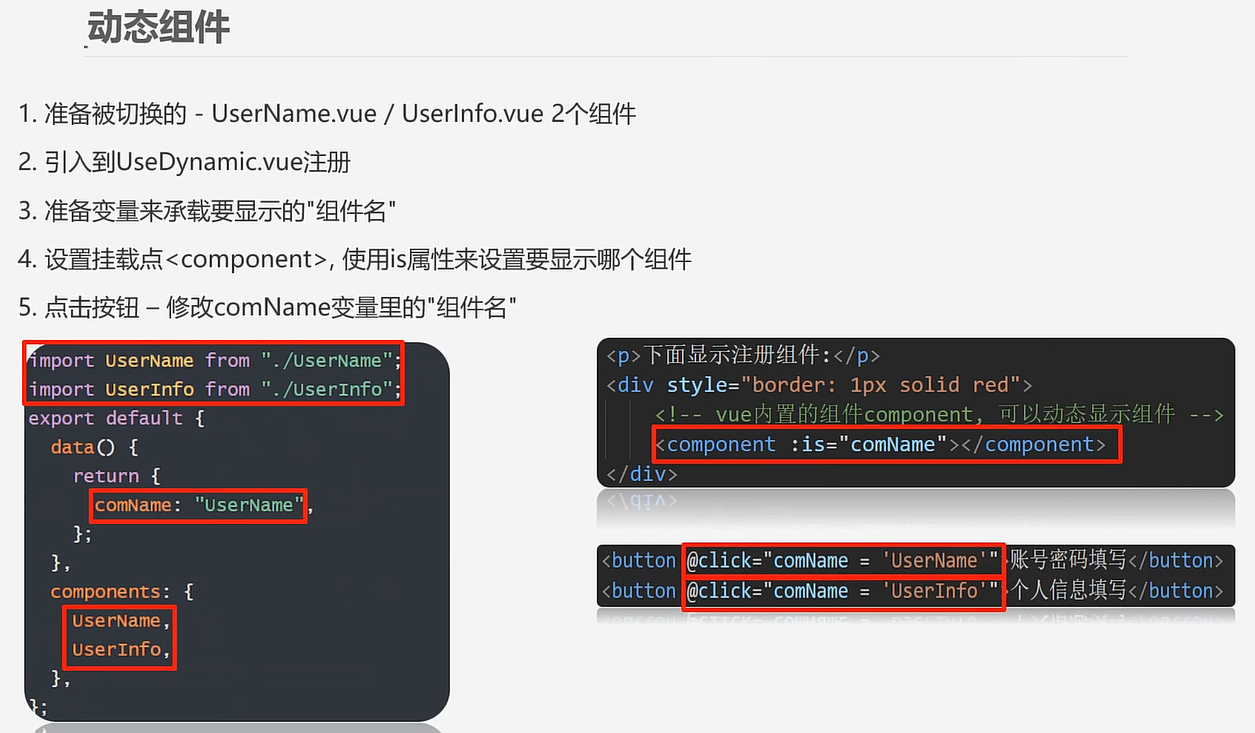 动态组件
1. 准备被切换的 - UserName.vue / UserInfo.vue 2个组件
2. 引入到UseDynamic.vue注册
3. 准备变量来承载要显示的"组件名"
4. 设置挂载点<component>, 使用is属性来设置要显示哪个组件
5. 点击按钮 – 修改comName变量里的"组件名"
import UserName from "./UserName";
import UserInfo from "./UserInfo";
export default {
data() {
return {
comName: "UserName",
};
},
components: {
UserName,
UserInfo,
},
};
<p>下面显示注册组件:</p>
<div style="border: 1px solid red">
<!-- vue内置的组件component, 可以动态显示组件 -->
<component :is="comName"></component>
</div>
<button @click="comName = 'UserName'">账号密码填写</button>
<button @click="comName = 'UserInfo'">个人信息填写</button>